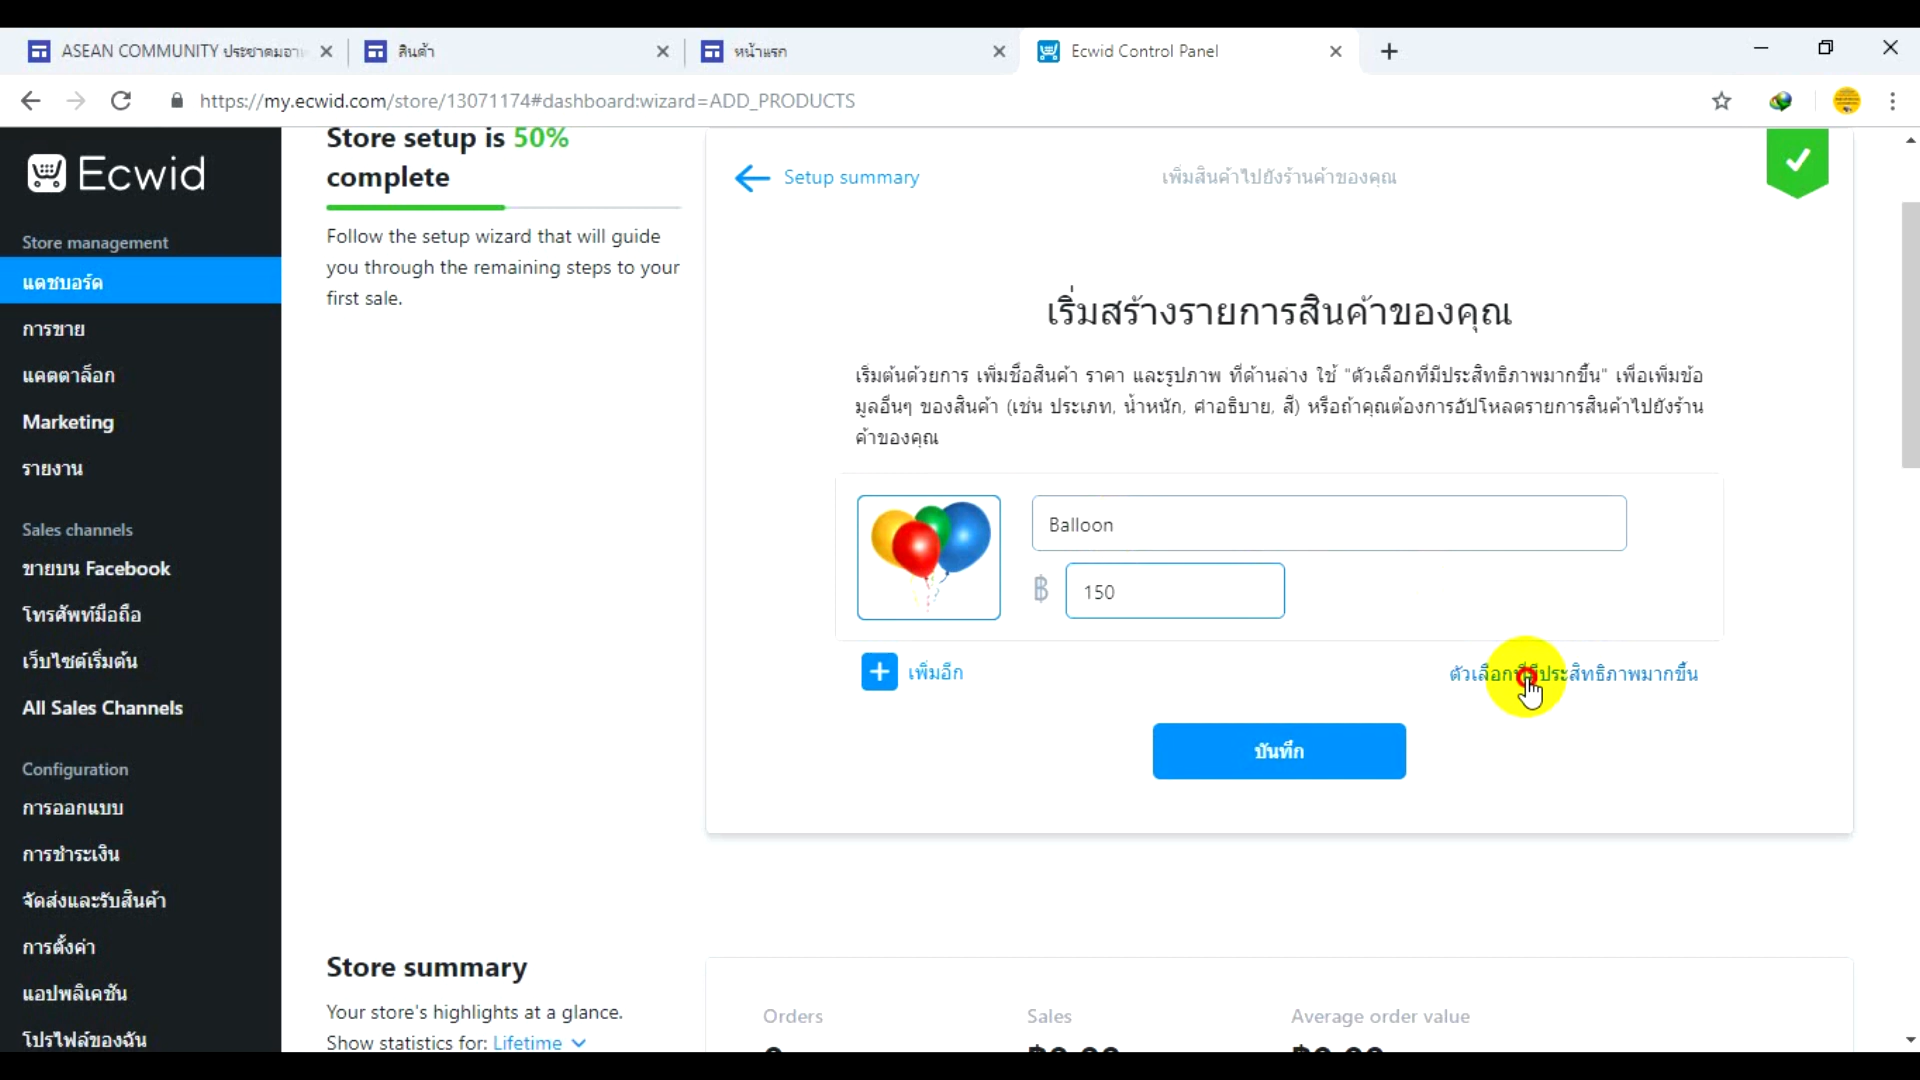 ASEAN COMMUNITY ประชาคมอา
สินค้า
หน้าแรก
Ecwid Control Panel
https://my.ecwid.com/store/13071174#dashboard:wizard=ADD_PRODUCTS
Ecwid
Store management
แดชบอร์ด
การขาย
แคตตาล็อก
Marketing
รายงาน
Sales channels
ขายบน Facebook
โทรศัพท์มือถือ
เว็บไซต์เริ่มต้น
All Sales Channels
Configuration
การออกแบบ
การชำระเงิน
จัดส่งและรับสินค้า
การตั้งค่า
แอปพลิเคชัน
โปรไฟล์ของฉัน
Store setup is 50%
complete
Follow the setup wizard that will guide
you through the remaining steps to your
first sale.
Setup summary
เพิ่มสินค้าไปยังร้านค้าของคุณ
เริ่มสร้างรายการสินค้าของคุณ
เริ่มต้นด้วยการ เพิ่มชื่อสินค้า ราคา และรูปภาพ ที่ด้านล่าง ใช้ "ตัวเลือกที่มีประสิทธิภาพมากขึ้น" เพื่อเพิ่มข้อ
มูลอื่นๆ ของสินค้า (เช่น ประเภท, น้ำหนัก, คำอธิบาย, สี) หรือถ้าคุณต้องการอัปโหลดรายการสินค้าไปยังร้าน
ค้าของคุณ
Balloon
฿ 150
เพิ่มอีก
ตัวเลือกที่มีประสิทธิภาพมากขึ้น
บันทึก
Store summary
Your store's highlights at a glance.
Show statistics for: Lifetime
Orders
Sales
Average order value